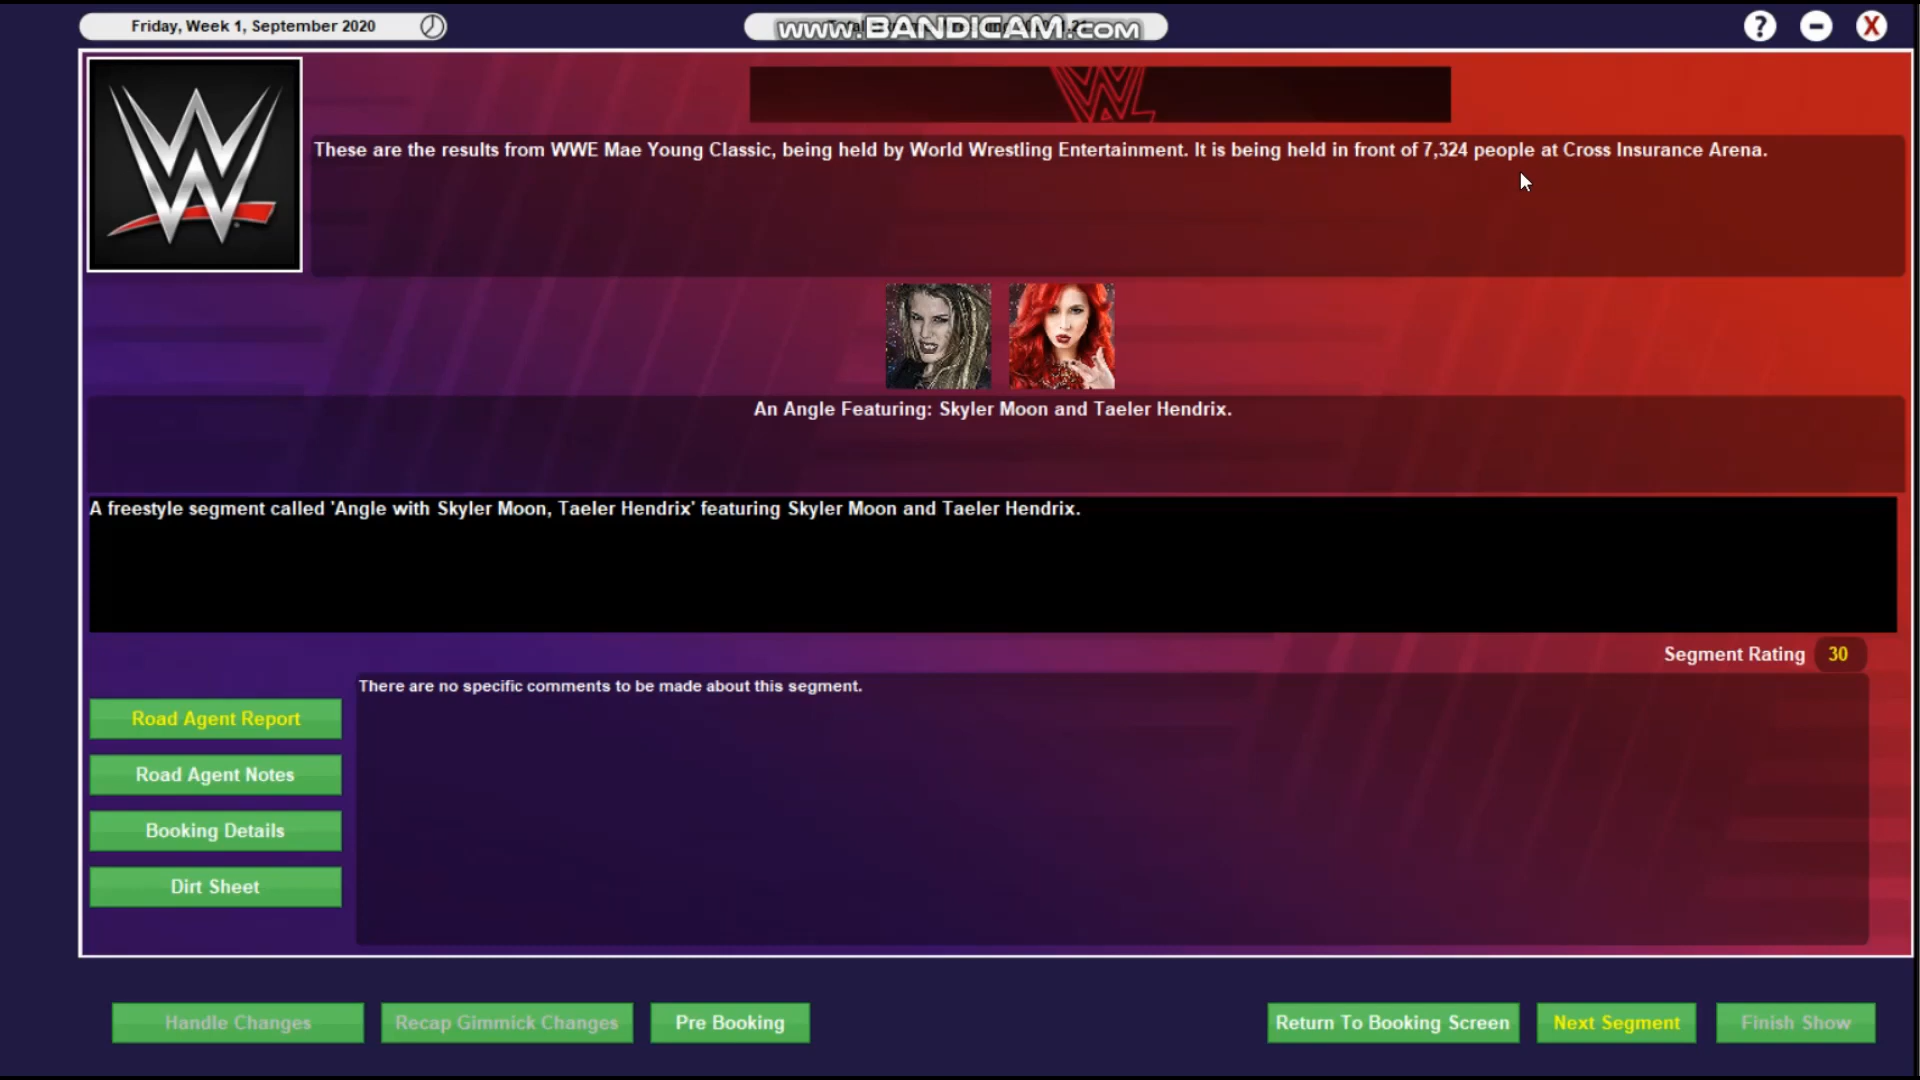 Friday, Week 1, September 2020
www.BANDICAM.com
These are the results from WWE Mae Young Classic, being held by World Wrestling Entertainment. It is being held in front of 7,324 people at Cross Insurance Arena.
An Angle Featuring: Skyler Moon and Taeler Hendrix.
A freestyle segment called 'Angle with Skyler Moon, Taeler Hendrix' featuring Skyler Moon and Taeler Hendrix.
Segment Rating 30
There are no specific comments to be made about this segment.
Road Agent Report
Road Agent Notes
Booking Details
Dirt Sheet
Handle Changes
Recap Gimmick Changes
Pre Booking
Return To Booking Screen
Next Segment
Finish Show